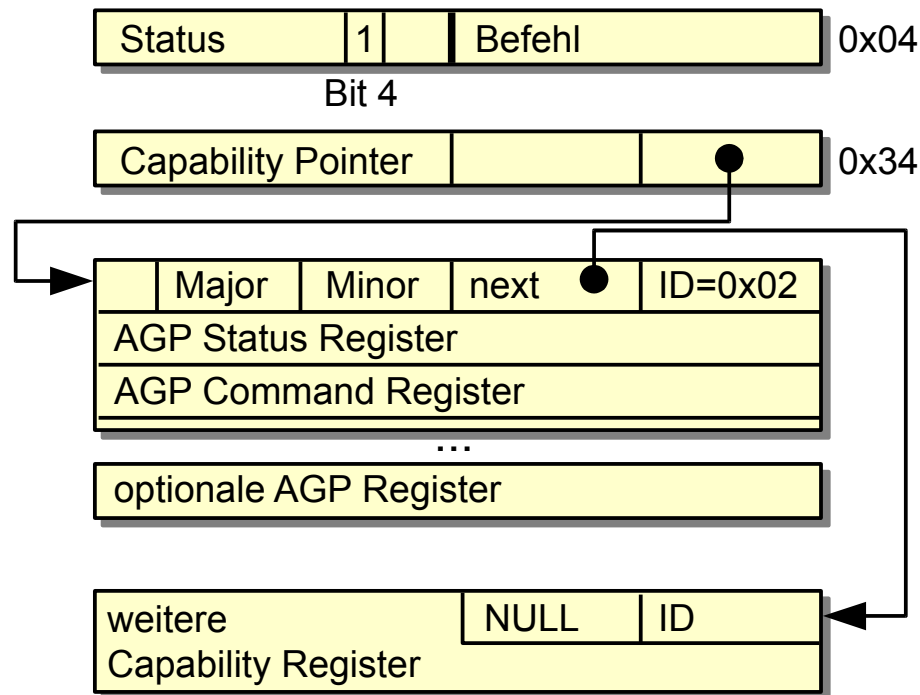 Status 1 Befehl 0x04
Bit 4
Capability Pointer 0x34
Major Minor next ID=0x02
AGP Status Register
AGP Command Register
...
optionale AGP Register
weitere NULL ID
Capability Register